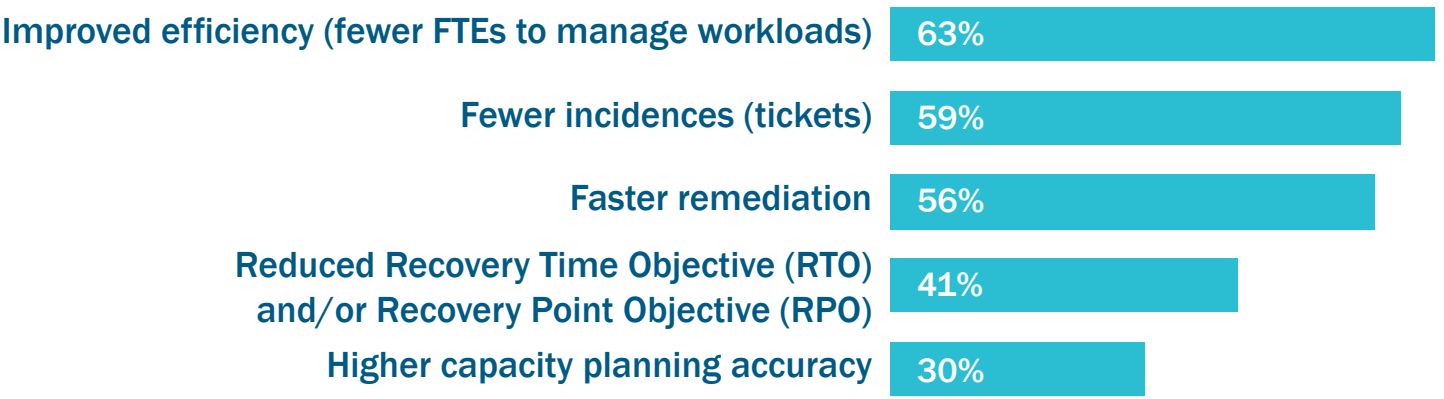 Improved efficiency (fewer FTEs to manage workloads) 63%
Fewer incidences (tickets) 59%
Faster remediation 56%
Reduced Recovery Time Objective (RTO)
and/or Recovery Point Objective (RPO) 41%
Higher capacity planning accuracy 30%